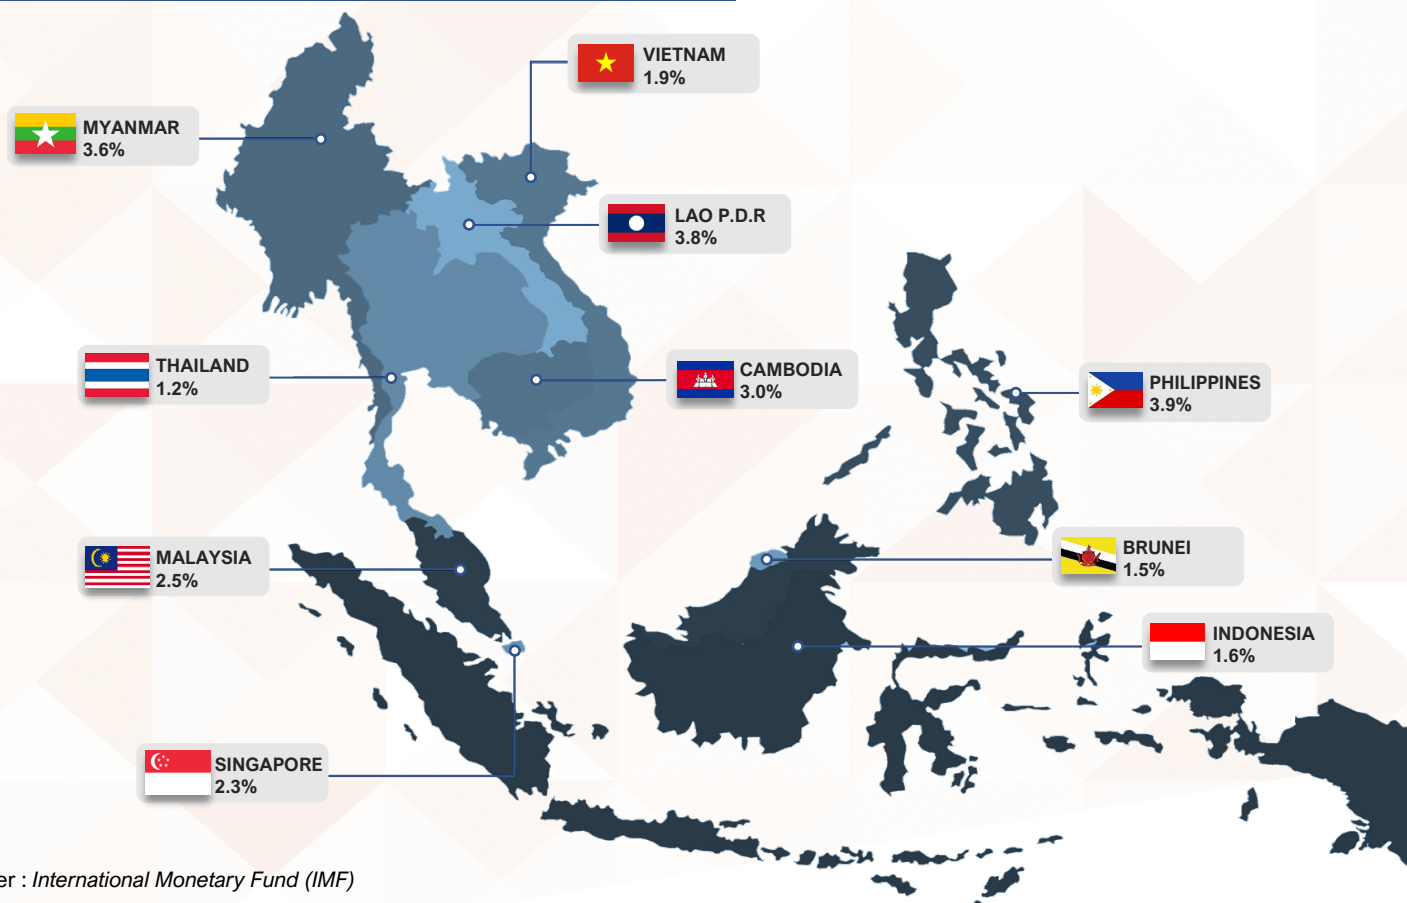 VIETNAM
1.9%
MYANMAR
3.6%
LAO P.D.R
3.8%
THAILAND
1.2%
CAMBODIA
3.0%
PHILIPPINES
3.9%
MALAYSIA
2.5%
BRUNEI
1.5%
INDONESIA
1.6%
SINGAPORE
2.3%
er : International Monetary Fund (IMF)